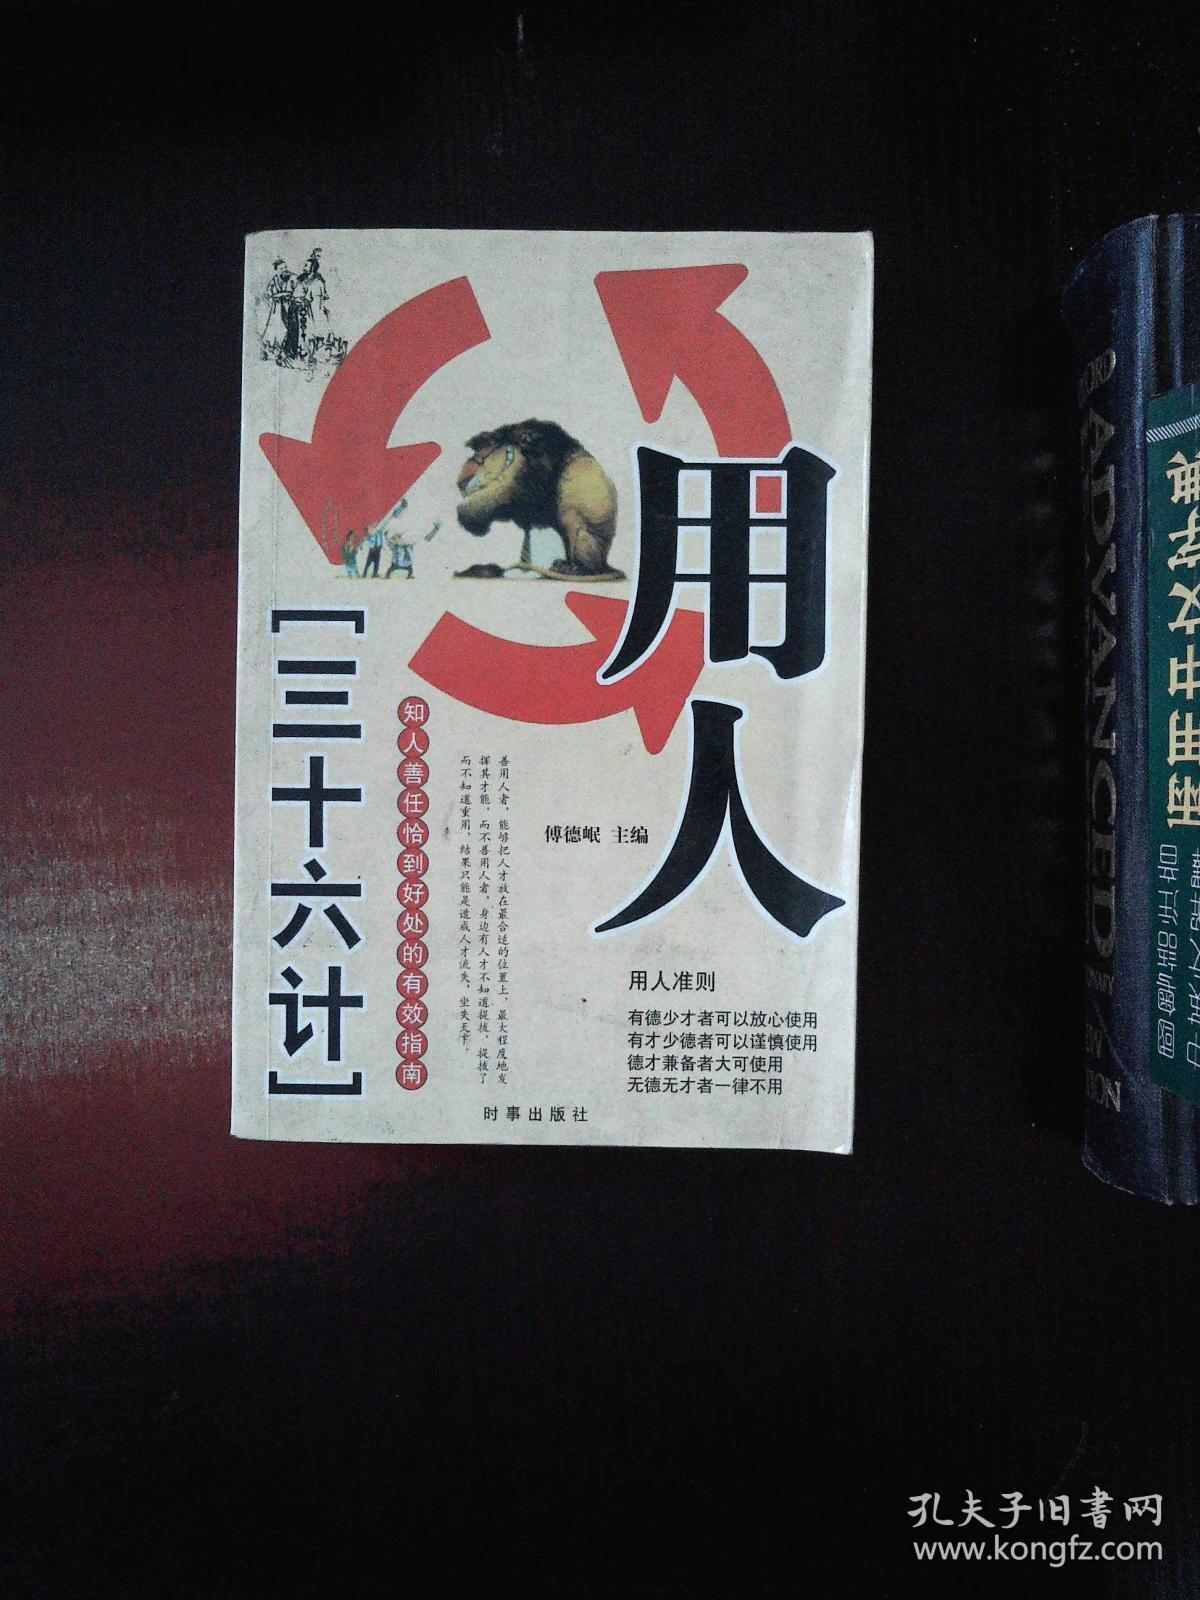 用人
[三十六计]
知人善任恰到好处的有效指南
善用人者，能够把人才放在最合适的位置上，最大程度地发
挥其才能，而不善用人者，身边有人才不知道提拔，提拔了
而不知道重用，结果只能是造成人才流失，坐失天下。
傅德岷 主编
用人准则
有德少才者可以放心使用
有才少德者可以谨慎使用
德才兼备者大可使用
无德无才者一律不用
时事出版社
ADVANCED
两用中文字典
孔夫子旧书网
www.kongfz.com